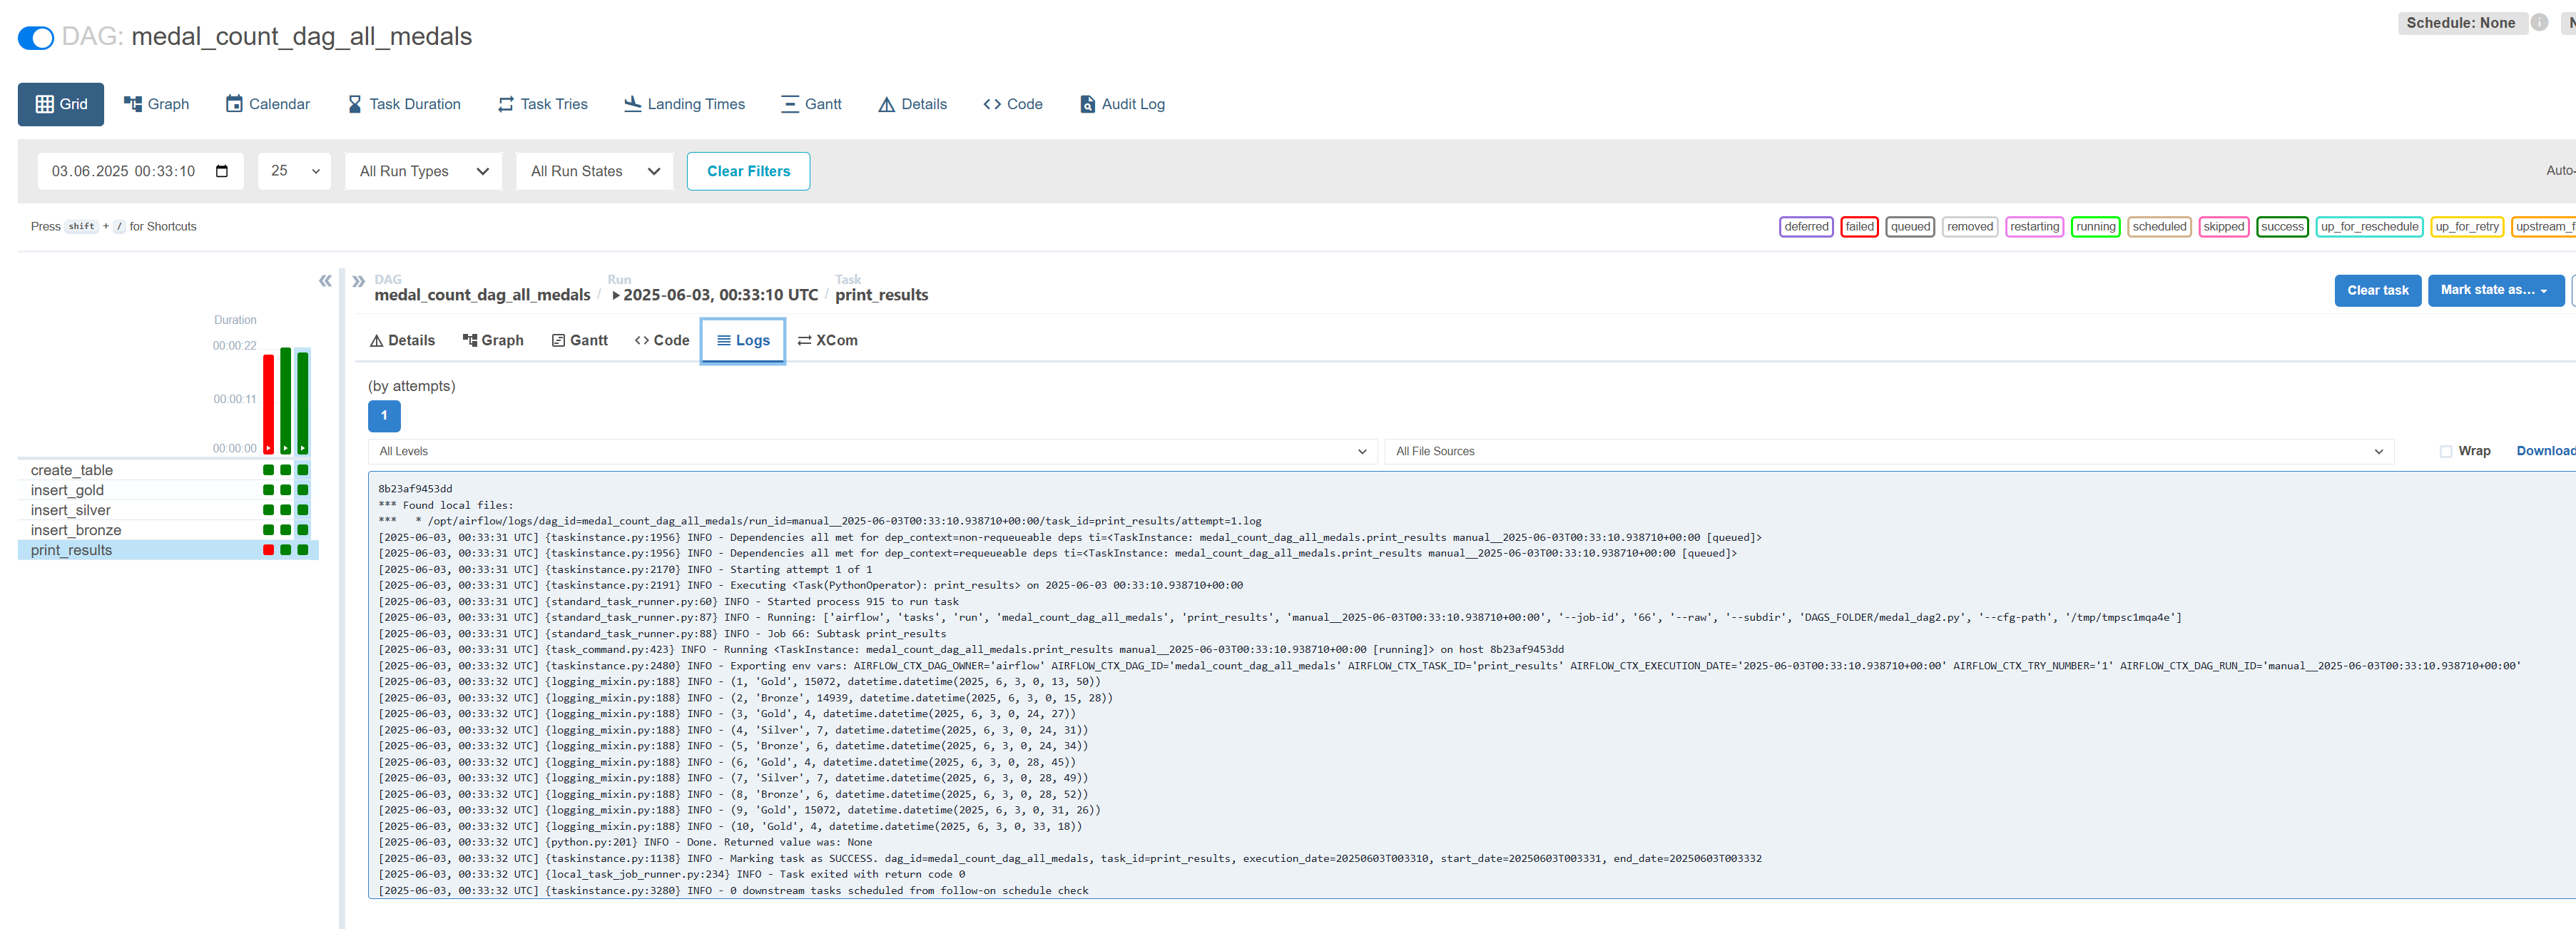 DAG: medal_count_dag_all_medals
Schedule: None
Grid Graph Calendar Task Duration Task Tries Landing Times Gantt Details Code Audit Log
03.06.2025 00:33:10 25 All Run Types All Run States Clear Filters Auto-
Press shift + / for Shortcuts
deferred failed queued removed restarting running scheduled skipped success up_for_reschedule up_for_retry upstream_f
Duration
00:00:22
00:00:11
00:00:00
create_table
insert_gold
insert_silver
insert_bronze
print_results
DAG Run Task
medal_count_dag_all_medals / 2025-06-03, 00:33:10 UTC / print_results
Clear task Mark state as...
Details Graph Gantt Code Logs XCom
(by attempts)
1
All Levels All File Sources Wrap Download
8b23af9453dd
*** Found local files:
***   * /opt/airflow/logs/dag_id=medal_count_dag_all_medals/run_id=manual__2025-06-03T00:33:10.938710+00:00/task_id=print_results/attempt=1.log
[2025-06-03, 00:33:31 UTC] {taskinstance.py:1956} INFO - Dependencies all met for dep_context=non-requeueable deps ti=<TaskInstance: medal_count_dag_all_medals.print_results manual__2025-06-03T00:33:10.938710+00:00 [queued]>
[2025-06-03, 00:33:31 UTC] {taskinstance.py:1956} INFO - Dependencies all met for dep_context=requeueable deps ti=<TaskInstance: medal_count_dag_all_medals.print_results manual__2025-06-03T00:33:10.938710+00:00 [queued]>
[2025-06-03, 00:33:31 UTC] {taskinstance.py:2170} INFO - Starting attempt 1 of 1
[2025-06-03, 00:33:31 UTC] {taskinstance.py:2191} INFO - Executing <Task(PythonOperator): print_results> on 2025-06-03 00:33:10.938710+00:00
[2025-06-03, 00:33:31 UTC] {standard_task_runner.py:60} INFO - Started process 915 to run task
[2025-06-03, 00:33:31 UTC] {standard_task_runner.py:87} INFO - Running: ['airflow', 'tasks', 'run', 'medal_count_dag_all_medals', 'print_results', 'manual__2025-06-03T00:33:10.938710+00:00', '--job-id', '66', '--raw', '--subdir', 'DAGS_FOLDER/medal_dag2.py', '--cfg-path', '/tmp/tmpsc1mqa4e']
[2025-06-03, 00:33:31 UTC] {standard_task_runner.py:88} INFO - Job 66: Subtask print_results
[2025-06-03, 00:33:31 UTC] {task_command.py:423} INFO - Running <TaskInstance: medal_count_dag_all_medals.print_results manual__2025-06-03T00:33:10.938710+00:00 [running]> on host 8b23af9453dd
[2025-06-03, 00:33:32 UTC] {taskinstance.py:2480} INFO - Exporting env vars: AIRFLOW_CTX_DAG_OWNER='airflow' AIRFLOW_CTX_DAG_ID='medal_count_dag_all_medals' AIRFLOW_CTX_TASK_ID='print_results' AIRFLOW_CTX_EXECUTION_DATE='2025-06-03T00:33:10.938710+00:00' AIRFLOW_CTX_TRY_NUMBER='1' AIRFLOW_CTX_DAG_RUN_ID='manual__2025-06-03T00:33:10.938710+00:00'
[2025-06-03, 00:33:32 UTC] {logging_mixin.py:188} INFO - (1, 'Gold', 15072, datetime.datetime(2025, 6, 3, 0, 13, 50))
[2025-06-03, 00:33:32 UTC] {logging_mixin.py:188} INFO - (2, 'Bronze', 14939, datetime.datetime(2025, 6, 3, 0, 15, 28))
[2025-06-03, 00:33:32 UTC] {logging_mixin.py:188} INFO - (3, 'Gold', 4, datetime.datetime(2025, 6, 3, 0, 24, 27))
[2025-06-03, 00:33:32 UTC] {logging_mixin.py:188} INFO - (4, 'Silver', 7, datetime.datetime(2025, 6, 3, 0, 24, 31))
[2025-06-03, 00:33:32 UTC] {logging_mixin.py:188} INFO - (5, 'Bronze', 6, datetime.datetime(2025, 6, 3, 0, 24, 34))
[2025-06-03, 00:33:32 UTC] {logging_mixin.py:188} INFO - (6, 'Gold', 4, datetime.datetime(2025, 6, 3, 0, 28, 45))
[2025-06-03, 00:33:32 UTC] {logging_mixin.py:188} INFO - (7, 'Silver', 7, datetime.datetime(2025, 6, 3, 0, 28, 49))
[2025-06-03, 00:33:32 UTC] {logging_mixin.py:188} INFO - (8, 'Bronze', 6, datetime.datetime(2025, 6, 3, 0, 28, 52))
[2025-06-03, 00:33:32 UTC] {logging_mixin.py:188} INFO - (9, 'Gold', 15072, datetime.datetime(2025, 6, 3, 0, 31, 26))
[2025-06-03, 00:33:32 UTC] {logging_mixin.py:188} INFO - (10, 'Gold', 4, datetime.datetime(2025, 6, 3, 0, 33, 18))
[2025-06-03, 00:33:32 UTC] {python.py:201} INFO - Done. Returned value was: None
[2025-06-03, 00:33:32 UTC] {taskinstance.py:1138} INFO - Marking task as SUCCESS. dag_id=medal_count_dag_all_medals, task_id=print_results, execution_date=20250603T003310, start_date=20250603T003331, end_date=20250603T003332
[2025-06-03, 00:33:32 UTC] {local_task_job_runner.py:234} INFO - Task exited with return code 0
[2025-06-03, 00:33:32 UTC] {taskinstance.py:3280} INFO - 0 downstream tasks scheduled from follow-on schedule check